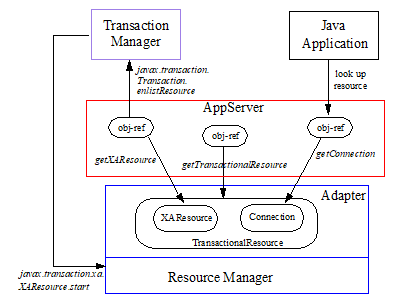 Transaction
Manager
Java
Application
javax.transaction.
Transaction.
enlistResource
look up
resource
AppServer
obj-ref
obj-ref
obj-ref
getXAResource
getTransactionalResource
getConnection
Adapter
XAResource
Connection
TransactionalResource
javax.transaction.xa.
XAResource.start
Resource Manager